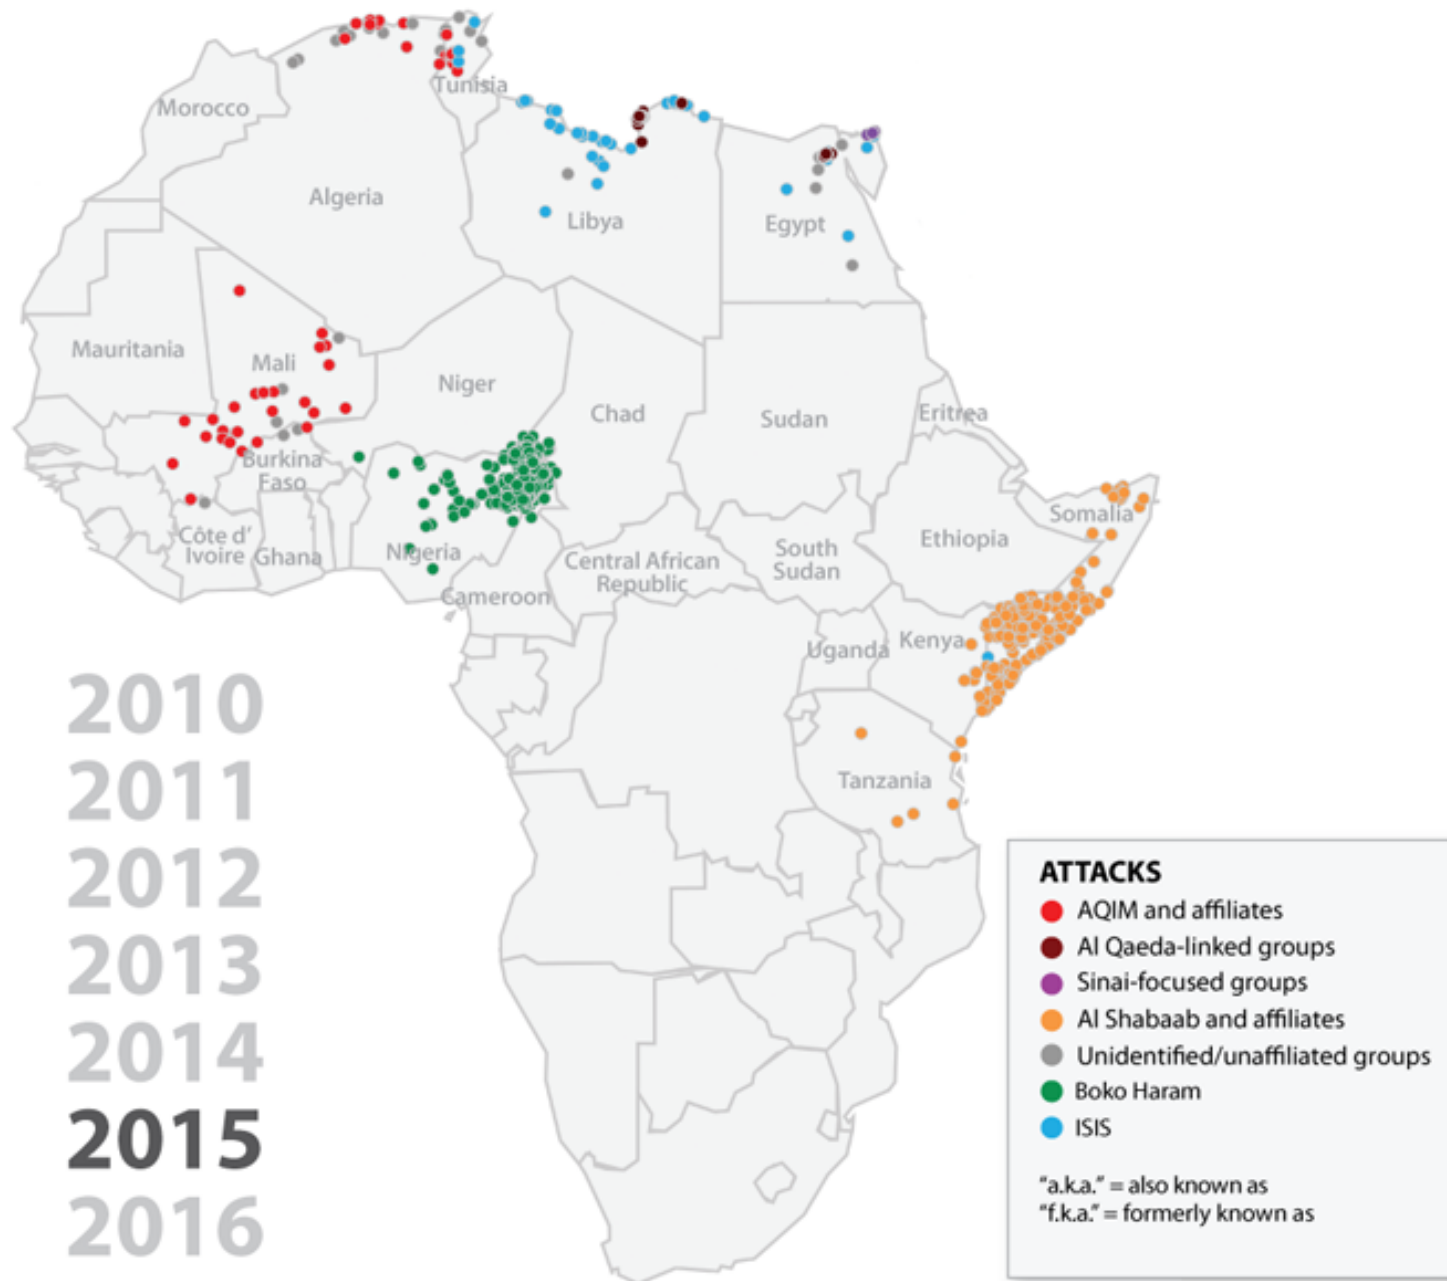 Tunisia
Morocco
Algeria
Libya
Egypt
Mauritania
Mali
Niger
Chad
Sudan
Eritrea
Burkina
Faso
Somalia
Côte d’
Ivoire
Ghana
Nigeria
Ethiopia
South
Sudan
Central African
Republic
Cameroon
Uganda
Kenya
Tanzania
2010
2011
2012
2013
2014
2015
2016
ATTACKS
AQIM and affiliates
Al Qaeda-linked groups
Sinai-focused groups
Al Shabaab and affiliates
Unidentified/unaffiliated groups
Boko Haram
ISIS
“a.k.a.” = also known as
“f.k.a.” = formerly known as